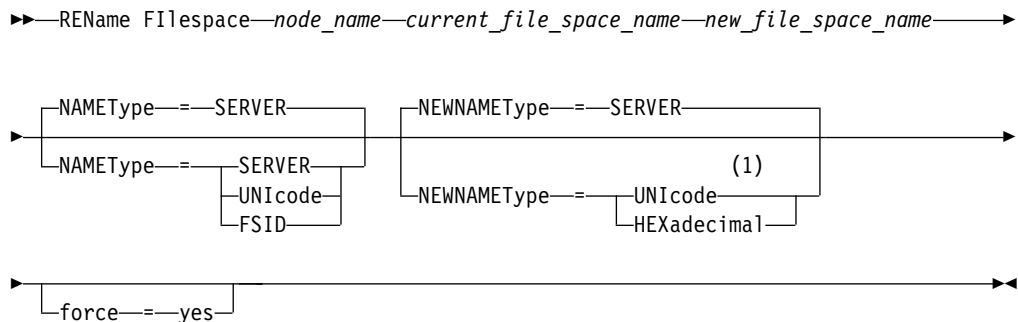 REName FIlespace node_name current_file_space_name new_file_space_name
NAMEType = SERVER NEWNAMEType = SERVER
NAMEType = SERVER (1)
UNIcode NEWNAMEType = UNIcode
FSID HEXadecimal
force = yes